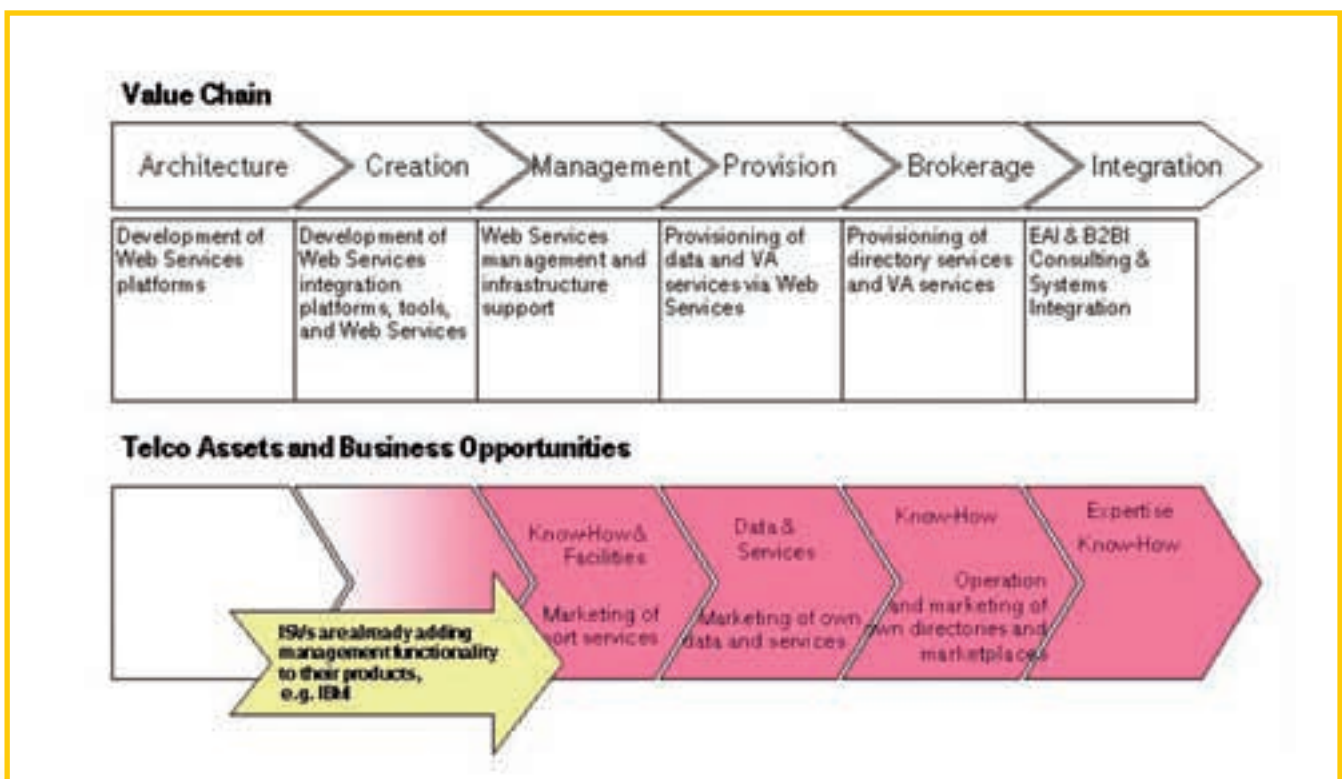 Value Chain
Architecture
Creation
Management
Provision
Brokerage
Integration
Development of
Web Services
platforms
Development of
Web Services
integration
platforms, tools,
and Web Services
Web Services
management and
infrastructure
support
Provisioning of
data and VA
services via Web
Services
Provisioning of
directory services
and VA services
EAI & B2BI
Consulting &
Systems
Integration
Telco Assets and Business Opportunities
Know-How &
Facilities
Marketing of
port services
Data &
Services
Marketing of own
data and services
Know-How
Operation
and marketing of
own directories and
marketplaces
Expertise
Know-How
ISVs are already adding
management functionality
to their products,
e.g. IBM